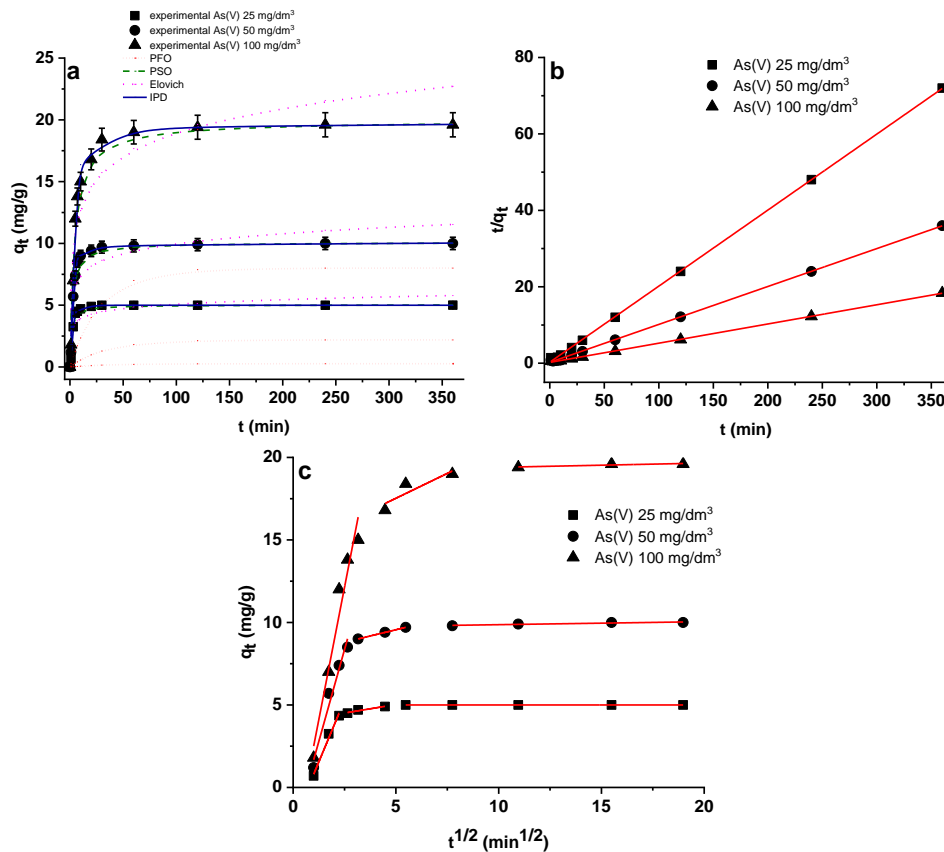 experimental As(V) 25 mg/dm³
experimental As(V) 50 mg/dm³
experimental As(V) 100 mg/dm³
PFO
PSO
Elovich
IPD
a
25
20
15
10
5
0
qt (mg/g)
0 50 100 150 200 250 300 350
t (min)
b
As(V) 25 mg/dm³
As(V) 50 mg/dm³
As(V) 100 mg/dm³
80
60
40
20
0
t/qt
0 50 100 150 200 250 300 350
t (min)
c
As(V) 25 mg/dm³
As(V) 50 mg/dm³
As(V) 100 mg/dm³
20
15
10
5
0
qt (mg/g)
0 5 10 15 20
t^1/2 (min^1/2)